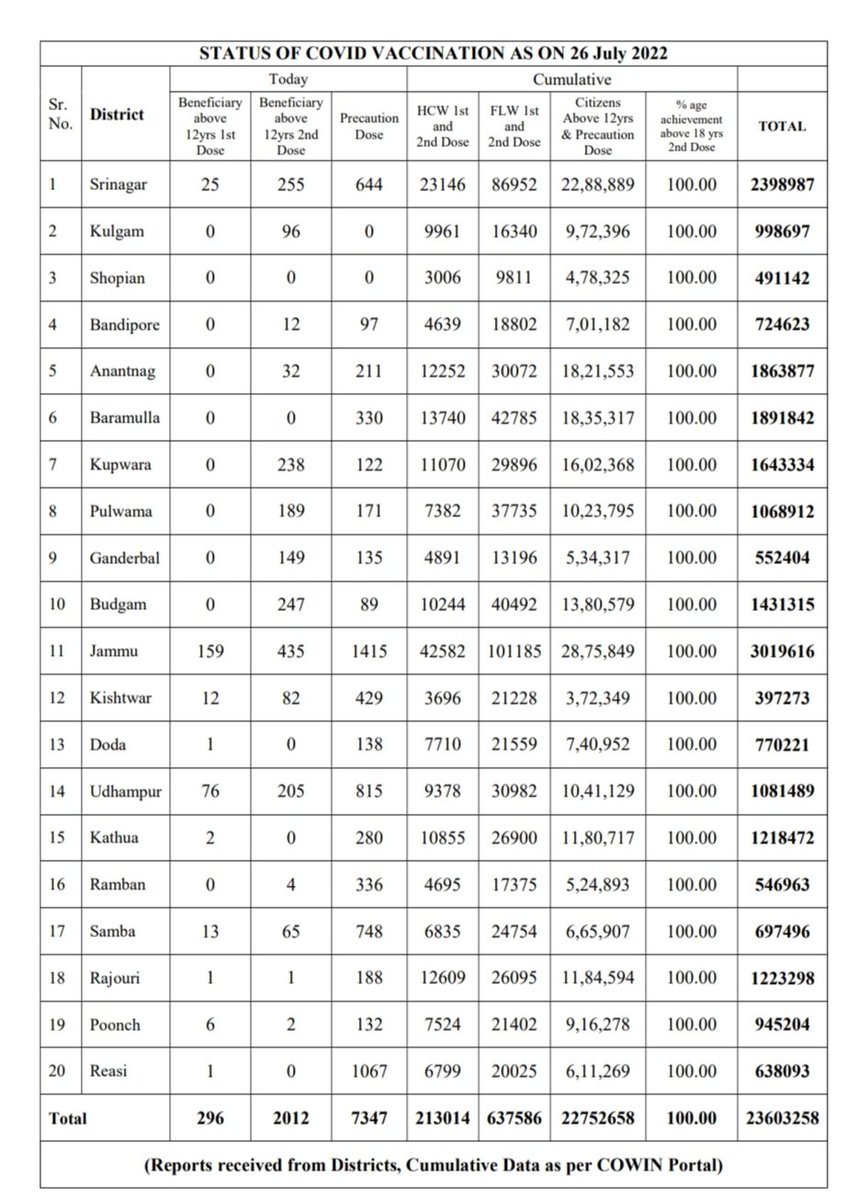 STATUS OF COVID VACCINATION AS ON 26 July 2022
Sr. No. District Today Cumulative
Beneficiary above 12yrs 1st Dose Beneficiary above 12yrs 2nd Dose Precaution Dose HCW 1st and 2nd Dose FLW 1st and 2nd Dose Citizens Above 12yrs & Precaution Dose % age achievement above 18 yrs 2nd Dose TOTAL
1 Srinagar 25 255 644 23146 86952 22,88,889 100.00 2398987
2 Kulgam 0 96 0 9961 16340 9,72,396 100.00 998697
3 Shopian 0 0 0 3006 9811 4,78,325 100.00 491142
4 Bandipore 0 12 97 4639 18802 7,01,182 100.00 724623
5 Anantnag 0 32 211 12252 30072 18,21,553 100.00 1863877
6 Baramulla 0 0 330 13740 42785 18,35,317 100.00 1891842
7 Kupwara 0 238 122 11070 29896 16,02,368 100.00 1643334
8 Pulwama 0 189 171 7382 37735 10,23,795 100.00 1068912
9 Ganderbal 0 149 135 4891 13196 5,34,317 100.00 552404
10 Budgam 0 247 89 10244 40492 13,80,579 100.00 1431315
11 Jammu 159 435 1415 42582 101185 28,75,849 100.00 3019616
12 Kishtwar 12 82 429 3696 21228 3,72,349 100.00 397273
13 Doda 1 0 138 7710 21559 7,40,952 100.00 770221
14 Udhampur 76 205 815 9378 30982 10,41,129 100.00 1081489
15 Kathua 2 0 280 10855 26900 11,80,717 100.00 1218472
16 Ramban 0 4 336 4695 17375 5,24,893 100.00 546963
17 Samba 13 65 748 6835 24754 6,65,907 100.00 697496
18 Rajouri 1 1 188 12609 26095 11,84,594 100.00 1223298
19 Poonch 6 2 132 7524 21402 9,16,278 100.00 945204
20 Reasi 1 0 1067 6799 20025 6,11,269 100.00 638093
Total 296 2012 7347 213014 637586 22752658 100.00 23603258
(Reports received from Districts, Cumulative Data as per COWIN Portal)